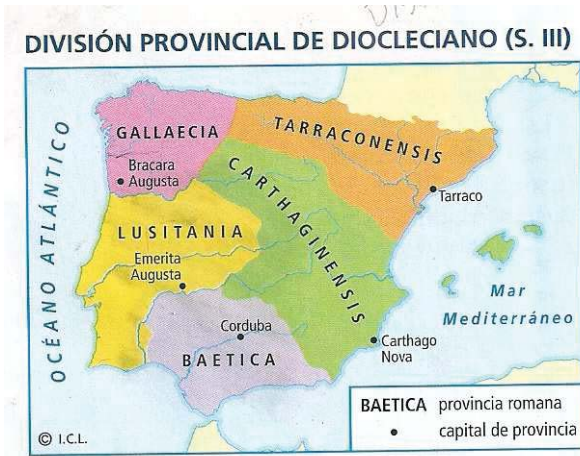 DIVISIÓN PROVINCIAL DE DIOCLECIANO (S. III)
GALLAECIA
TARRACONENSIS
Bracara
Augusta
CARTHAGINENSIS
Tarraco
OCÉANO ATLÁNTICO
LUSITANIA
Emerita
Augusta
Mar
Mediterráneo
Corduba
Carthago
Nova
BAETICA
BAETICA provincia romana
• capital de provincia
© I.C.L.